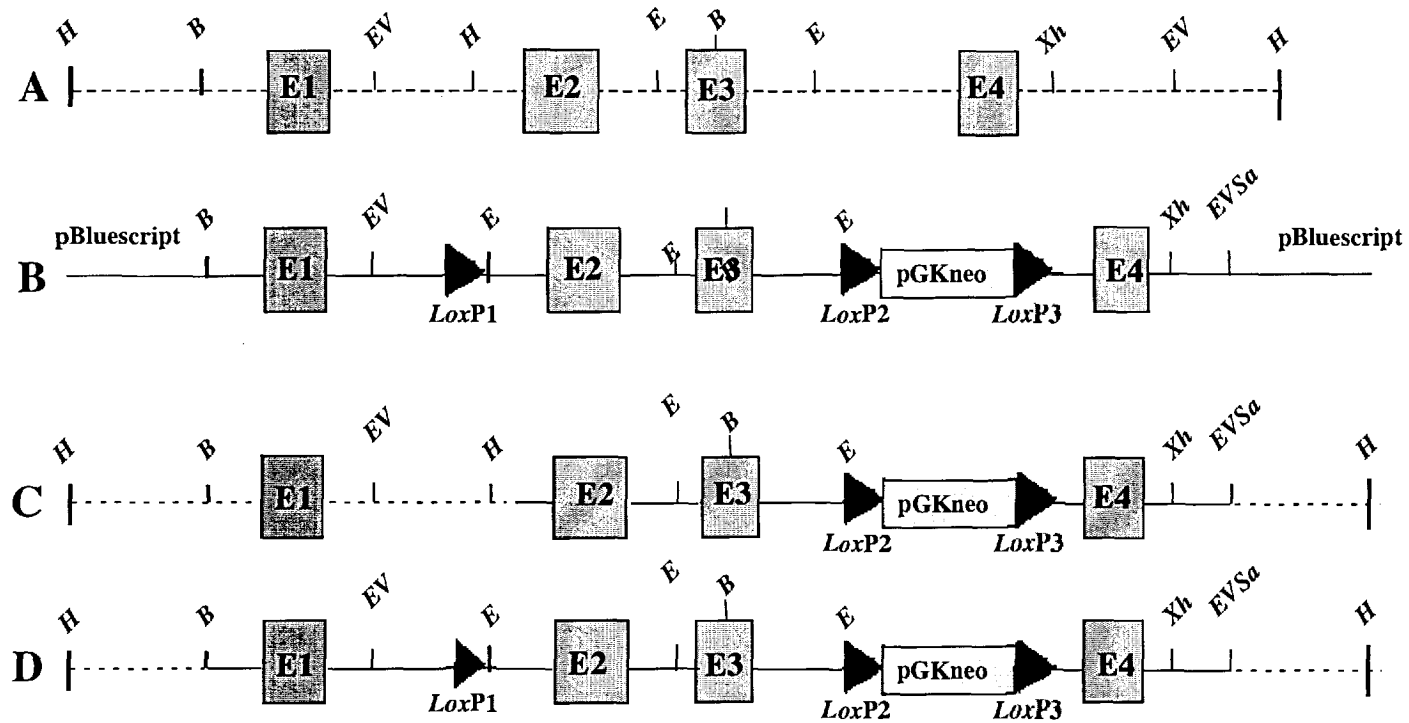 H B EV H E B E Xh EV H
A E1 E2 E3 E4
pBluescript B EV E E E Xh EVSa pBluescript
B E1 E2 E3 pGKneo E4
LoxP1 LoxP2 LoxP3
H B EV H E B E Xh EVSa H
C E1 E2 E3 pGKneo E4
LoxP2 LoxP3
H B EV E E B E Xh EVSa H
D E1 E2 E3 pGKneo E4
LoxP1 LoxP2 LoxP3